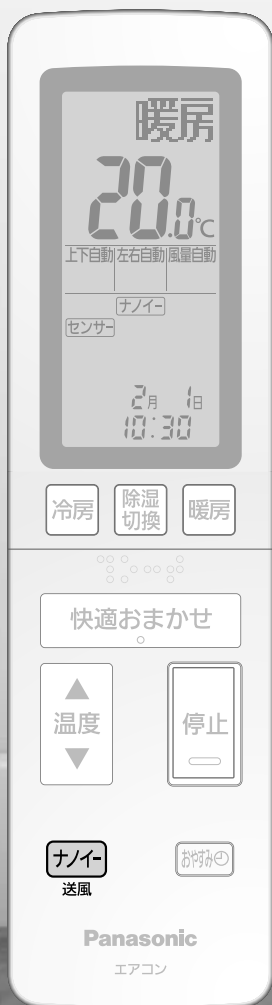 暖房
20.0℃
上下自動 左右自動 風量自動
ナノイー
センサー
2月 1日
10:30
冷房 除湿切換 暖房
快適おまかせ
温度 停止
ナノイー おやすみ
送風
Panasonic
エアコン